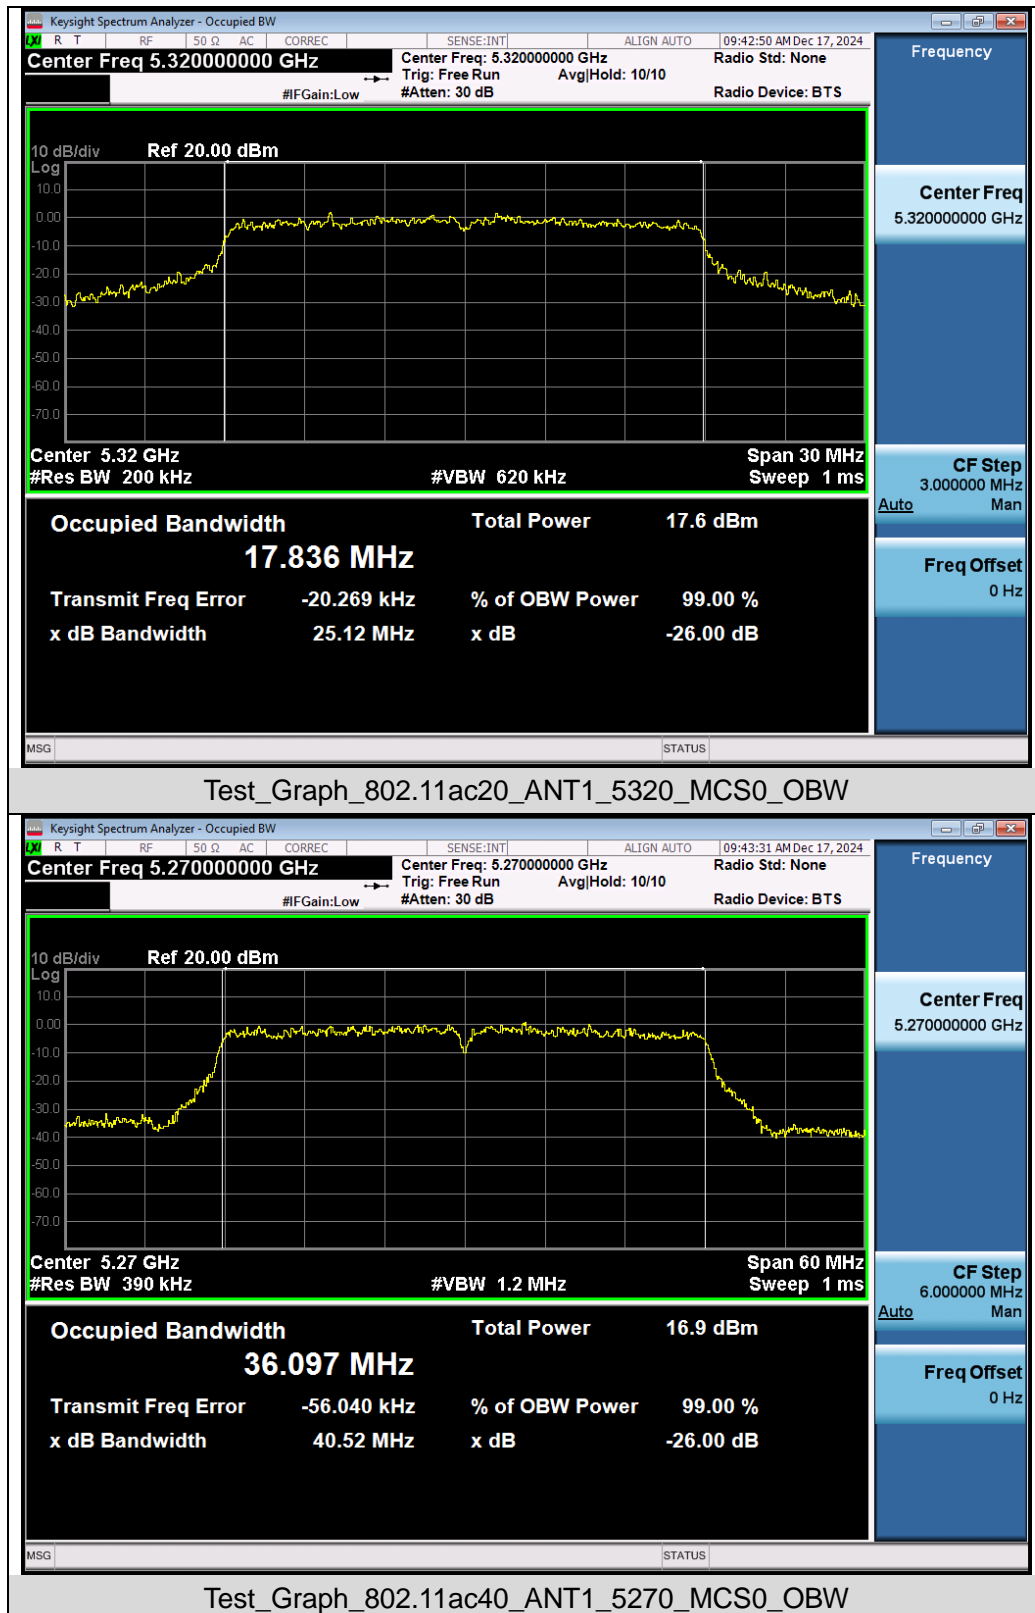 Keysight Spectrum Analyzer - Occupied BW
LXI R T RF 50 Ω AC CORREC SENSE:INT ALIGN AUTO 09:42:50 AM Dec 17, 2024
Center Freq 5.320000000 GHz
Center Freq: 5.320000000 GHz Radio Std: None
Trig: Free Run Avg|Hold: 10/10
#IFGain:Low #Atten: 30 dB Radio Device: BTS
Frequency
10 dB/div Ref 20.00 dBm
Log
10.0
0.00
-10.0
-20.0
-30.0
-40.0
-50.0
-60.0
-70.0
Center 5.32 GHz Span 30 MHz
#Res BW 200 kHz #VBW 620 kHz Sweep 1 ms
Center Freq
5.320000000 GHz
CF Step
3.000000 MHz
Auto Man
Freq Offset
0 Hz
Occupied Bandwidth Total Power 17.6 dBm
17.836 MHz
Transmit Freq Error -20.269 kHz % of OBW Power 99.00 %
x dB Bandwidth 25.12 MHz x dB -26.00 dB
MSG STATUS
Test_Graph_802.11ac20_ANT1_5320_MCS0_OBW
Keysight Spectrum Analyzer - Occupied BW
LXI R T RF 50 Ω AC CORREC SENSE:INT ALIGN AUTO 09:43:31 AM Dec 17, 2024
Center Freq 5.270000000 GHz
Center Freq: 5.270000000 GHz Radio Std: None
Trig: Free Run Avg|Hold: 10/10
#IFGain:Low #Atten: 30 dB Radio Device: BTS
Frequency
10 dB/div Ref 20.00 dBm
Log
10.0
0.00
-10.0
-20.0
-30.0
-40.0
-50.0
-60.0
-70.0
Center 5.27 GHz Span 60 MHz
#Res BW 390 kHz #VBW 1.2 MHz Sweep 1 ms
Center Freq
5.270000000 GHz
CF Step
6.000000 MHz
Auto Man
Freq Offset
0 Hz
Occupied Bandwidth Total Power 16.9 dBm
36.097 MHz
Transmit Freq Error -56.040 kHz % of OBW Power 99.00 %
x dB Bandwidth 40.52 MHz x dB -26.00 dB
MSG STATUS
Test_Graph_802.11ac40_ANT1_5270_MCS0_OBW